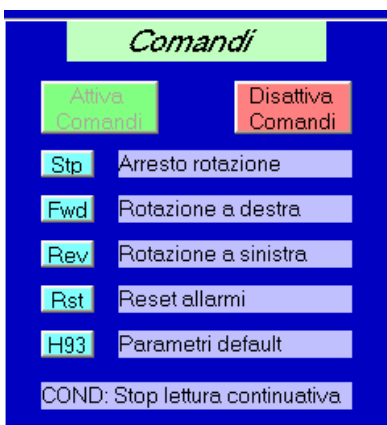 Comandi
Attiva Disattiva
Comandi Comandi
Stp Arresto rotazione
Fwd Rotazione a destra
Rev Rotazione a sinistra
Rst Reset allarmi
H93 Parametri default
COND: Stop lettura continuativa